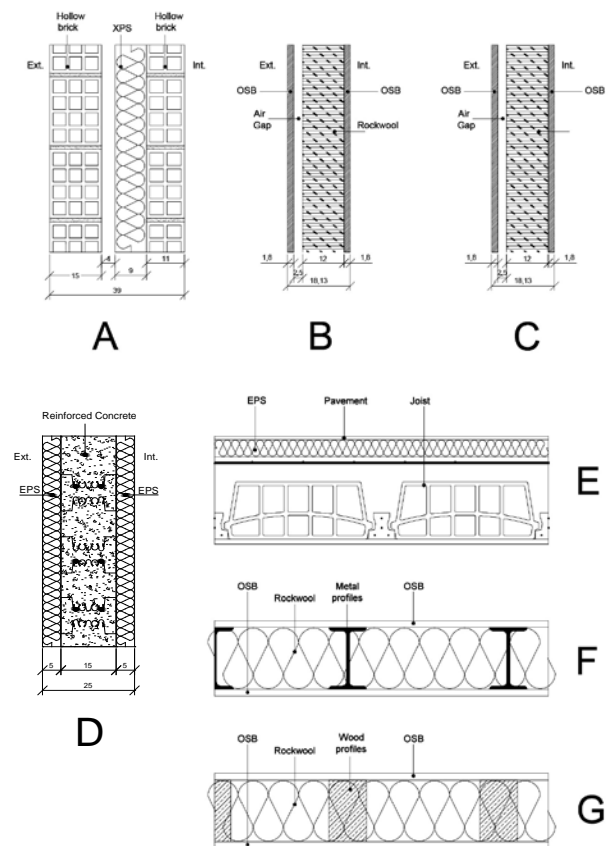 Hollow
brick
XPS
Hollow
brick
Ext.
Int.
4
11
15
9
39
A
Ext.
Int.
OSB
OSB
Air
Gap
Rockwool
1,8
12
1,8
2,5
18,13
B
Ext.
Int.
OSB
OSB
Air
Gap
1,8
12
1,8
2,5
18,13
C
Reinforced Concrete
Ext.
Int.
EPS
EPS
5
15
5
25
D
EPS
Pavement
Joist
E
Rockwool
Metal
profiles
OSB
OSB
F
OSB
Rockwool
Wood
profiles
OSB
G